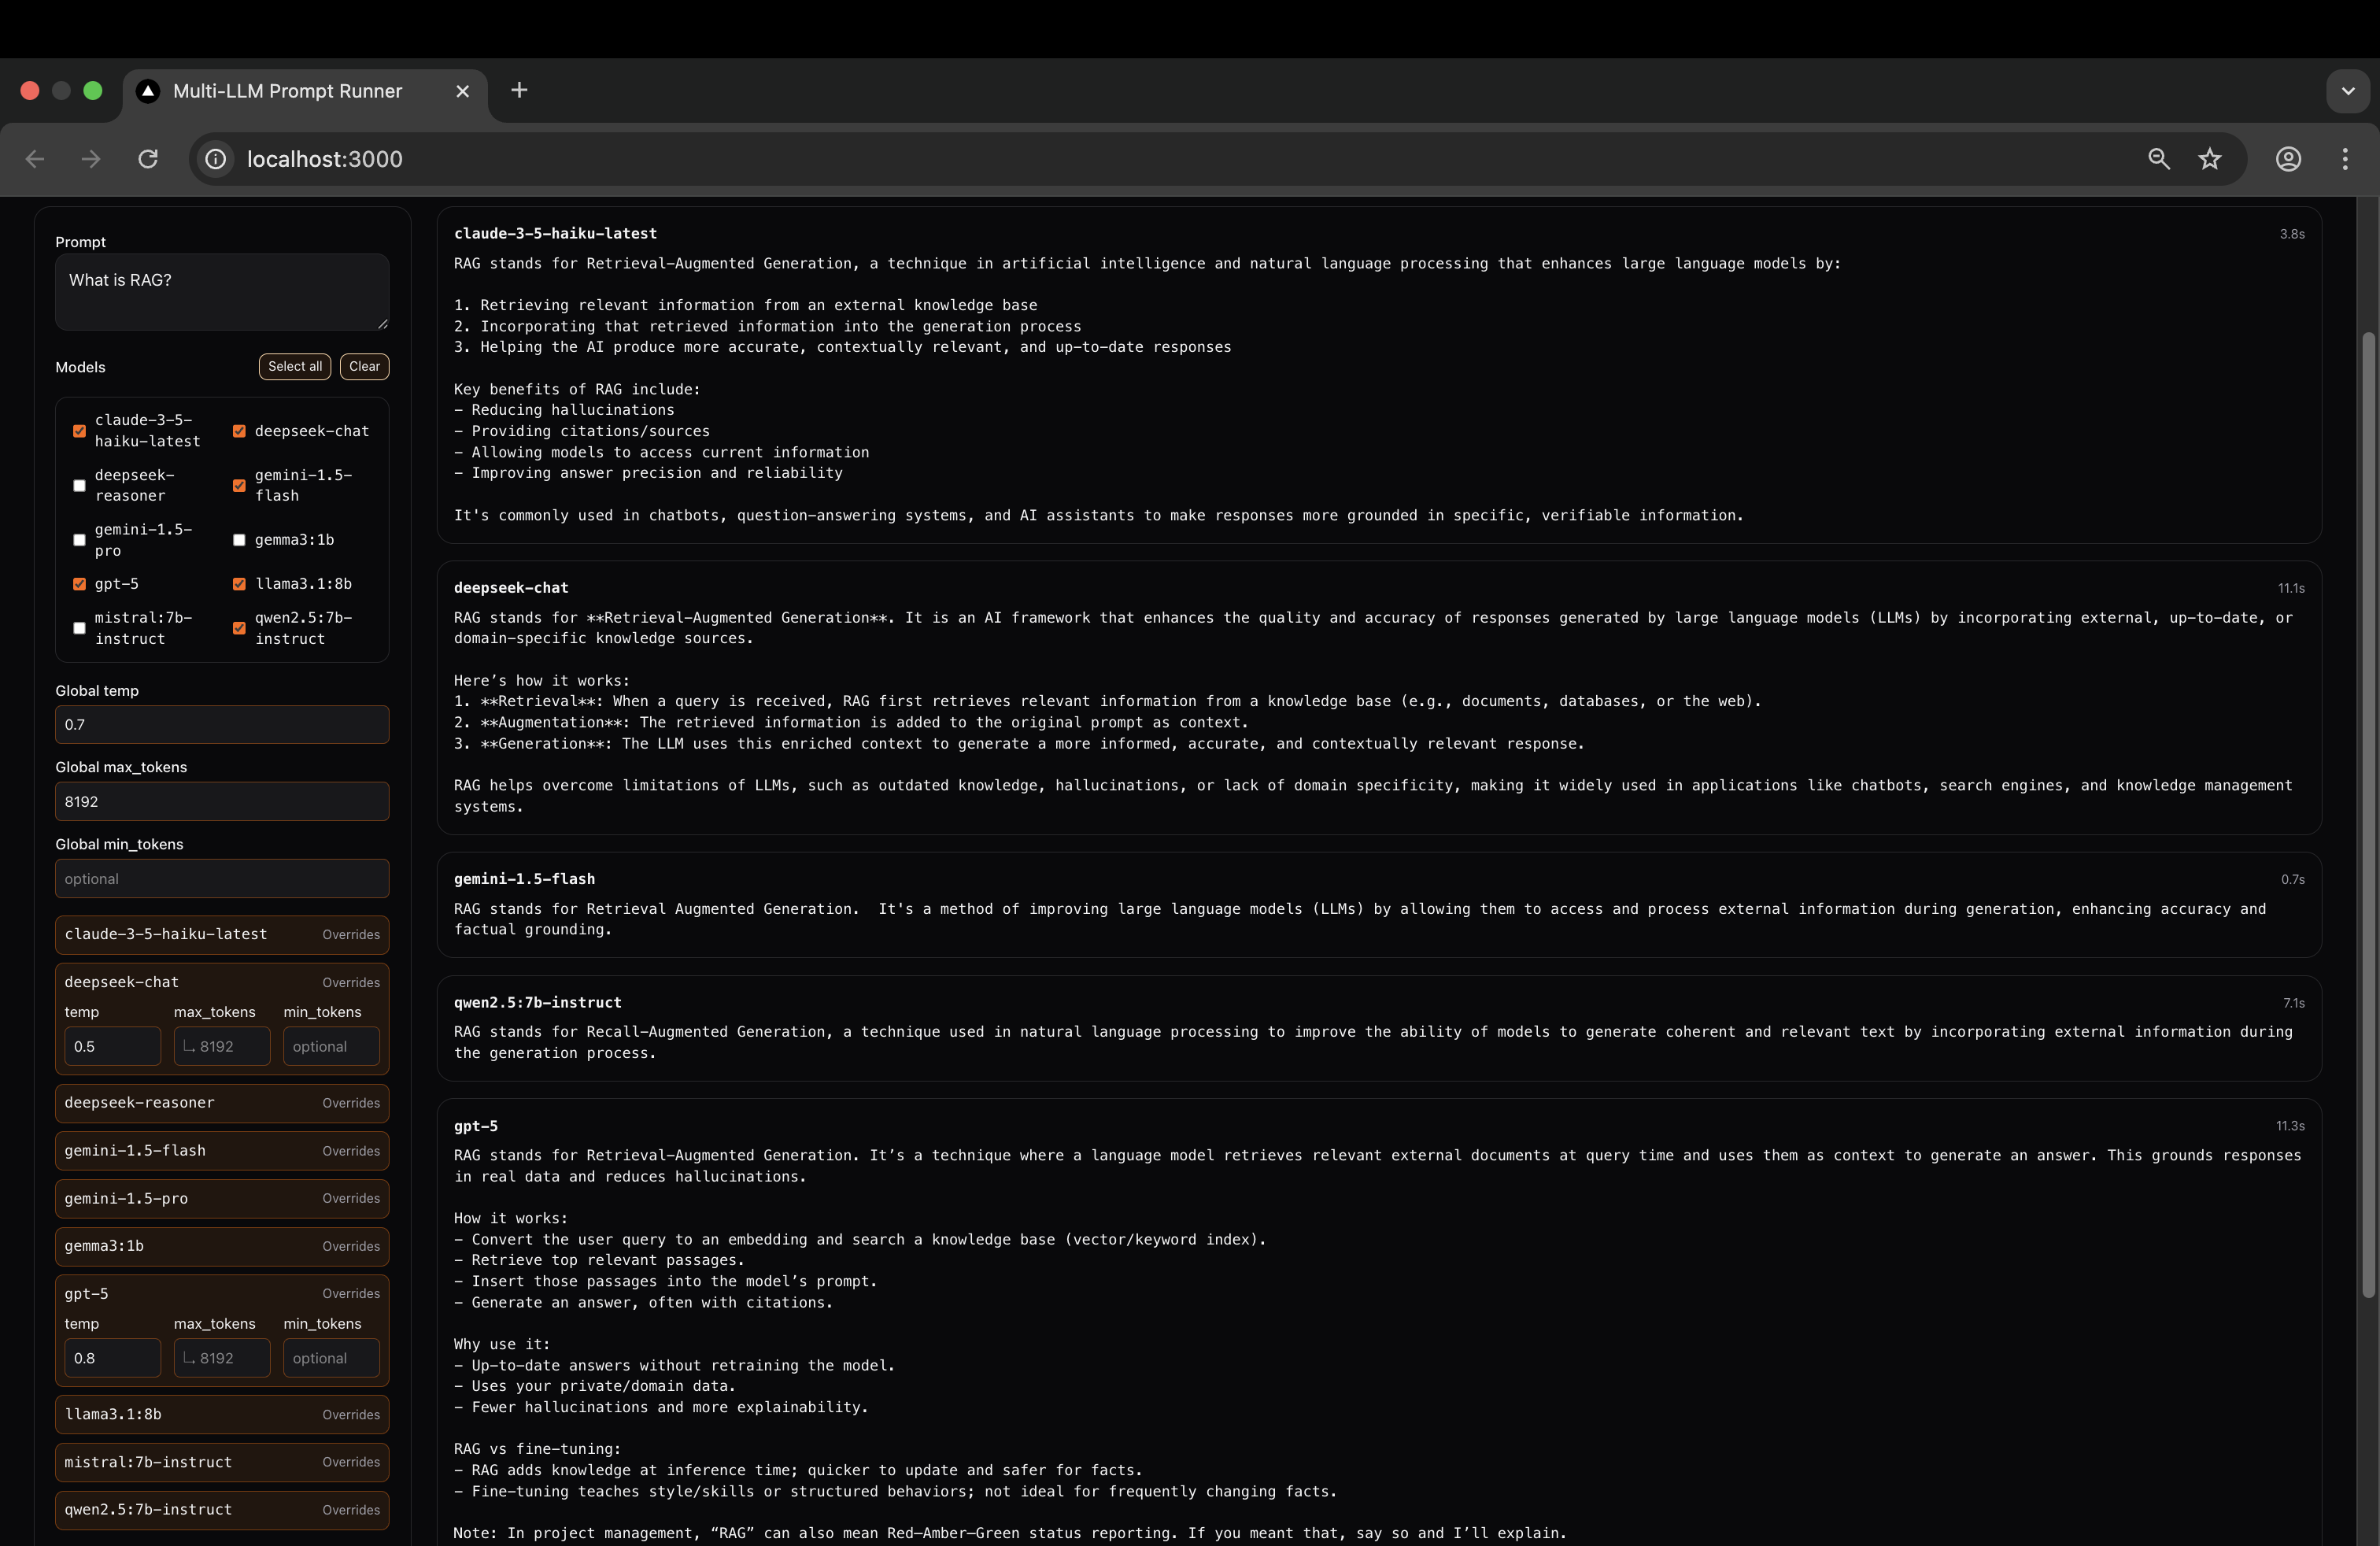 Multi-LLM Prompt Runner
localhost:3000
Prompt
What is RAG?
Models
Select all
Clear
claude-3-5-
haiku-latest
deepseek-chat
deepseek-
reasoner
gemini-1.5-
flash
gemini-1.5-
pro
gemma3:1b
gpt-5
llama3.1:8b
mistral:7b-
instruct
qwen2.5:7b-
instruct
Global temp
0.7
Global max_tokens
8192
Global min_tokens
optional
claude-3-5-haiku-latest Overrides
deepseek-chat Overrides
temp max_tokens min_tokens
0.5 8192 optional
deepseek-reasoner Overrides
gemini-1.5-flash Overrides
gemini-1.5-pro Overrides
gemma3:1b Overrides
gpt-5 Overrides
temp max_tokens min_tokens
0.8 8192 optional
llama3.1:8b Overrides
mistral:7b-instruct Overrides
qwen2.5:7b-instruct Overrides
claude-3-5-haiku-latest 3.8s
RAG stands for Retrieval-Augmented Generation, a technique in artificial intelligence and natural language processing that enhances large language models by:
1. Retrieving relevant information from an external knowledge base
2. Incorporating that retrieved information into the generation process
3. Helping the AI produce more accurate, contextually relevant, and up-to-date responses
Key benefits of RAG include:
- Reducing hallucinations
- Providing citations/sources
- Allowing models to access current information
- Improving answer precision and reliability
It's commonly used in chatbots, question-answering systems, and AI assistants to make responses more grounded in specific, verifiable information.
deepseek-chat 11.1s
RAG stands for **Retrieval-Augmented Generation**. It is an AI framework that enhances the quality and accuracy of responses generated by large language models (LLMs) by incorporating external, up-to-date, or
domain-specific knowledge sources.
Here’s how it works:
1. **Retrieval**: When a query is received, RAG first retrieves relevant information from a knowledge base (e.g., documents, databases, or the web).
2. **Augmentation**: The retrieved information is added to the original prompt as context.
3. **Generation**: The LLM uses this enriched context to generate a more informed, accurate, and contextually relevant response.
RAG helps overcome limitations of LLMs, such as outdated knowledge, hallucinations, or lack of domain specificity, making it widely used in applications like chatbots, search engines, and knowledge management
systems.
gemini-1.5-flash 0.7s
RAG stands for Retrieval Augmented Generation.  It's a method of improving large language models (LLMs) by allowing them to access and process external information during generation, enhancing accuracy and
factual grounding.
qwen2.5:7b-instruct 7.1s
RAG stands for Recall-Augmented Generation, a technique used in natural language processing to improve the ability of models to generate coherent and relevant text by incorporating external information during
the generation process.
gpt-5 11.3s
RAG stands for Retrieval-Augmented Generation. It’s a technique where a language model retrieves relevant external documents at query time and uses them as context to generate an answer. This grounds responses
in real data and reduces hallucinations.
How it works:
- Convert the user query to an embedding and search a knowledge base (vector/keyword index).
- Retrieve top relevant passages.
- Insert those passages into the model’s prompt.
- Generate an answer, often with citations.
Why use it:
- Up-to-date answers without retraining the model.
- Uses your private/domain data.
- Fewer hallucinations and more explainability.
RAG vs fine-tuning:
- RAG adds knowledge at inference time; quicker to update and safer for facts.
- Fine-tuning teaches style/skills or structured behaviors; not ideal for frequently changing facts.
Note: In project management, “RAG” can also mean Red–Amber–Green status reporting. If you meant that, say so and I’ll explain.